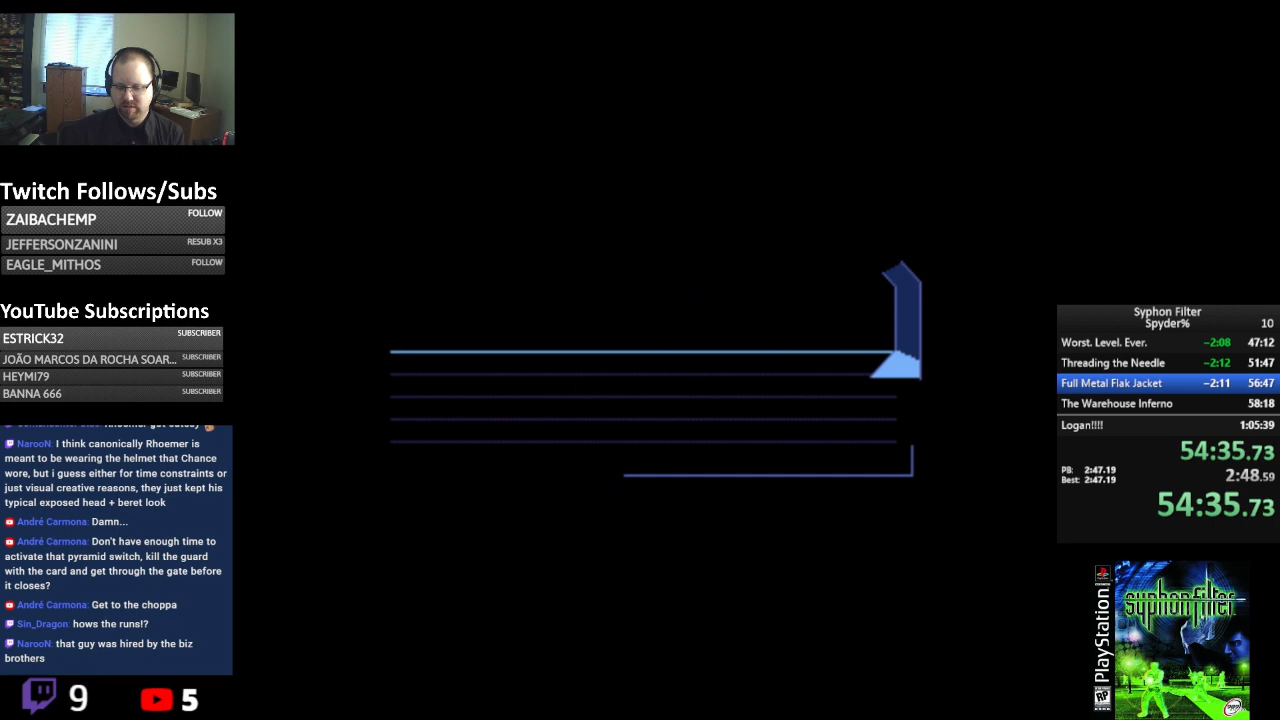 Twitch Follows/Subs
ZAIBACHEMP FOLLOW
JEFFERSONZANINI RESUB X3
EAGLE_MITHOS FOLLOW
YouTube Subscriptions
ESTRICK32 SUBSCRIBER
JOÃO MARCOS DA ROCHA SOAR... SUBSCRIBER
HEYMI79 SUBSCRIBER
BANNA 666 SUBSCRIBER
NarooN: I think canonically Rhoemer is
meant to be wearing the helmet that Chance
wore, but i guess either for time constraints or
just visual creative reasons, they just kept his
typical exposed head + beret look
André Carmona: Damn...
André Carmona: Don't have enough time to
activate that pyramid switch, kill the guard
with the card and get through the gate before
it closes?
André Carmona: Get to the choppa
Sin_Dragon: hows the runs!?
NarooN: that guy was hired by the biz
brothers
9 5
Syphon Filter
Spyder% 10
Worst. Level. Ever. −2:08 47:12
Threading the Needle −2:12 51:47
Full Metal Flak Jacket −2:11 56:47
The Warehouse Inferno 58:18
Logan!!!! 1:05:39
54:35.73
PB: 2:47.19
Best: 2:47.19
2:48.59
54:35.73
PlayStation
syphon filter